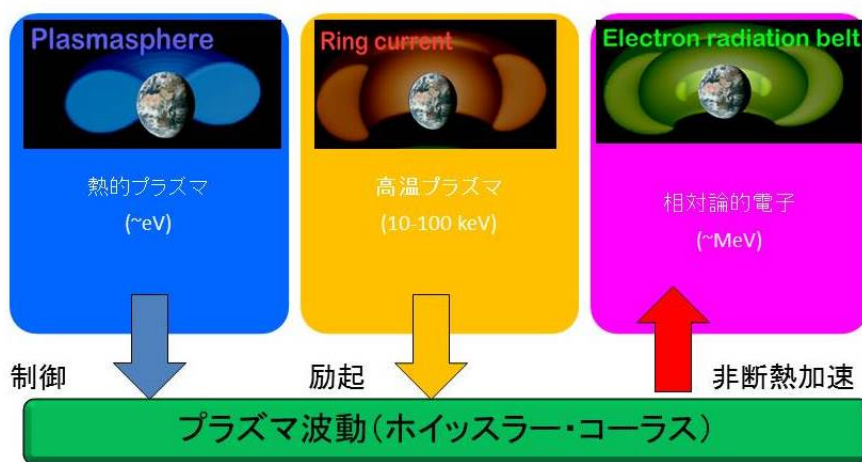 Plasmasphere
Ring current
Electron radiation belt
熱的プラズマ
(~eV)
高温プラズマ
(10-100 keV)
相対論的電子
(~MeV)
制御
励起
非断熱加速
プラズマ波動(ホイッスラー・コーラス)